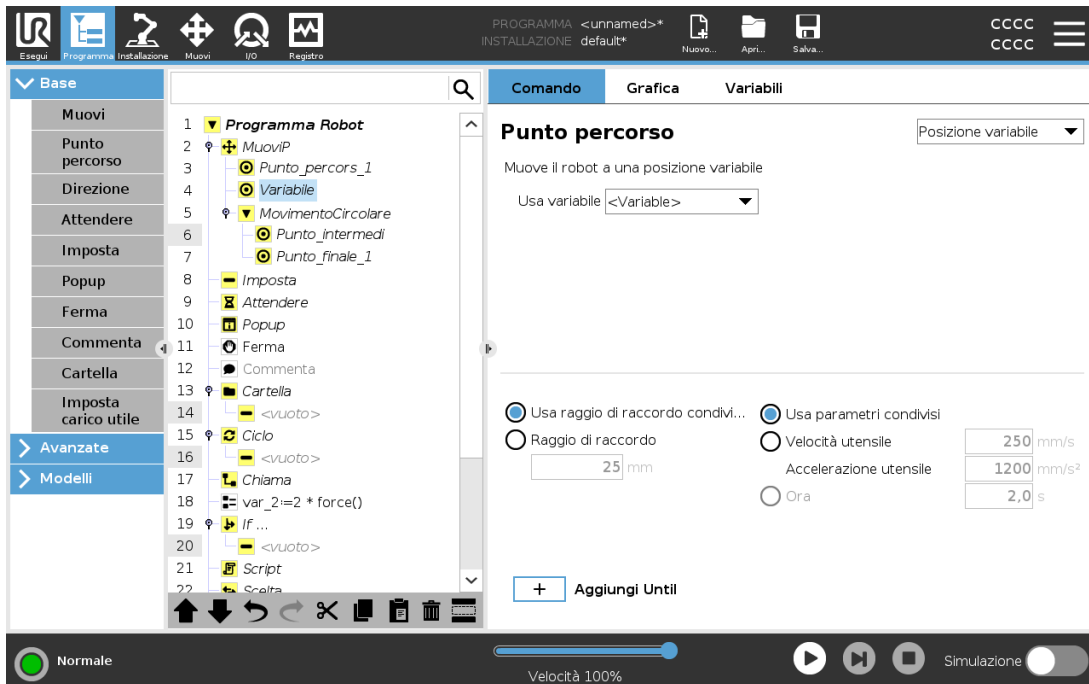 UR
PROGRAMMA <unnamed>*
INSTALLAZIONE default*
Esegui
Programma
Installazione
Muovi
I/O
Registro
Nuovo...
Apri...
Salva...
CCCC
CCCC
Base
Muovi
Punto
percorso
Direzione
Attendere
Imposta
Popup
Ferma
Commenta
Cartella
Imposta
carico utile
Avanzate
Modelli
1 Programma Robot
2 MuoviP
3 Punto_percors_1
4 Variabile
5 MovimentoCircolare
6 Punto_intermedi
7 Punto_finale_1
8 Imposta
9 Attendere
10 Popup
11 Ferma
12 Commenta
13 Cartella
14 <vuoto>
15 Ciclo
16 <vuoto>
17 Chiama
18 var_2:=2 * force()
19 If ...
20 <vuoto>
21 Script
22 Scelta
Comando Grafica Variabili
Punto percorso
Posizione variabile
Muove il robot a una posizione variabile
Usa variabile <Variable>
Usa raggio di raccordo condivi...
Raggio di raccordo
25 mm
Usa parametri condivisi
Velocità utensile 250 mm/s
Accelerazione utensile 1200 mm/s²
Ora 2,0 s
+ Aggiungi Until
Normale
Velocità 100%
Simulazione